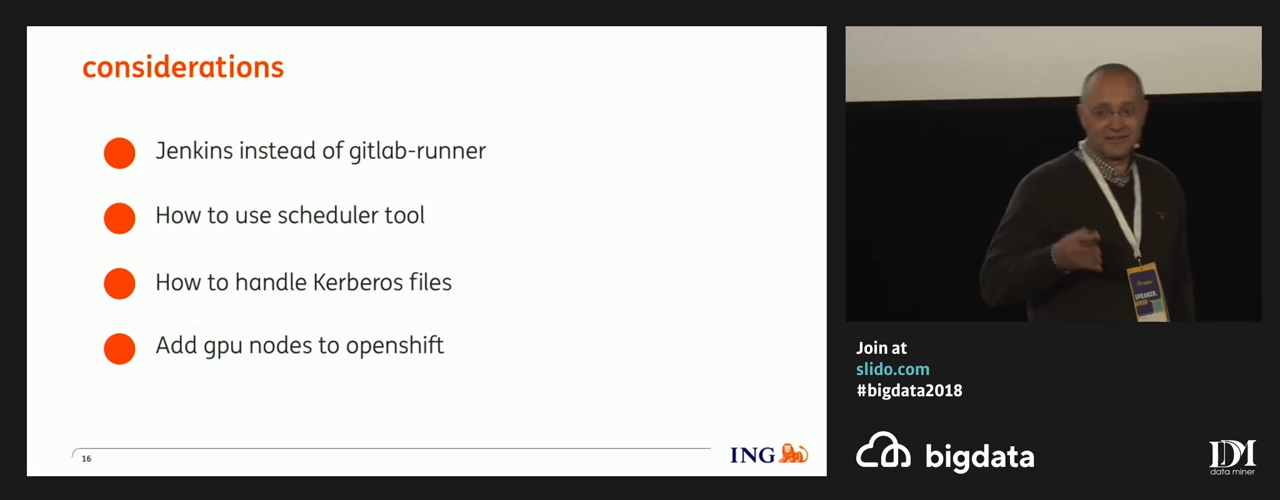 considerations
Jenkins instead of gitlab-runner
How to use scheduler tool
How to handle Kerberos files
Add gpu nodes to openshift
16
ING
SPEAKER.
Join at
slido.com
#bigdata2018
bigdata
DM
data miner